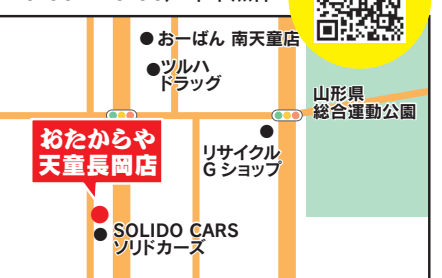 おーばん 南天童店
ツルハ
ドラッグ
山形県
総合運動公園
おたからや
天童長岡店
リサイクル
G ショップ
SOLIDO CARS
ソリドカーズ